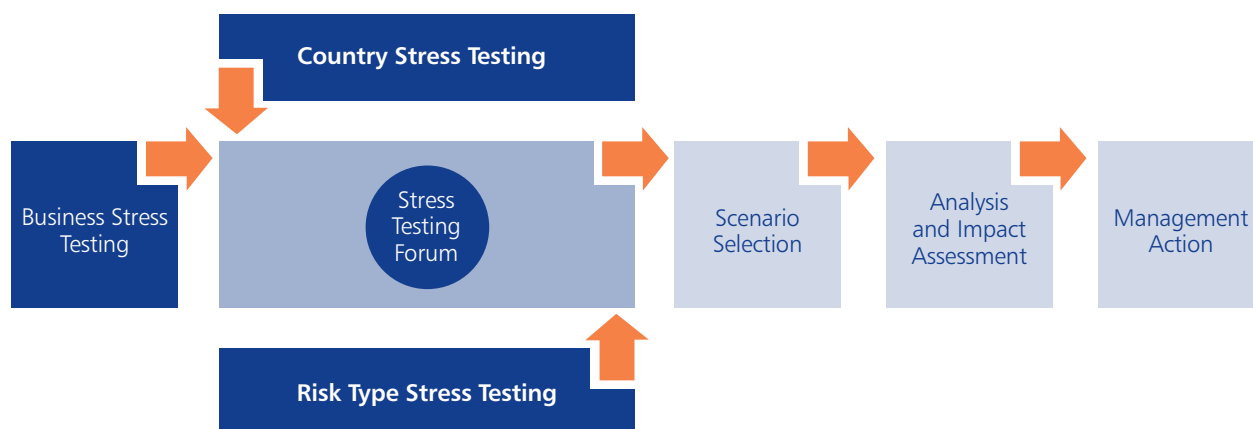 Country Stress Testing
Business Stress
Testing
Stress
Testing
Forum
Scenario
Selection
Analysis
and Impact
Assessment
Management
Action
Risk Type Stress Testing